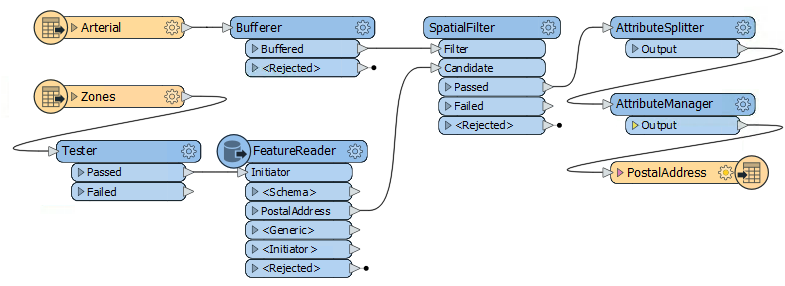 Arterial
Bufferer
Buffered
<Rejected>
SpatialFilter
Filter
Candidate
Passed
Failed
<Rejected>
AttributeSplitter
Output
Zones
AttributeManager
Output
Tester
Passed
Failed
FeatureReader
Initiator
<Schema>
PostalAddress
<Generic>
<Initiator>
<Rejected>
PostalAddress